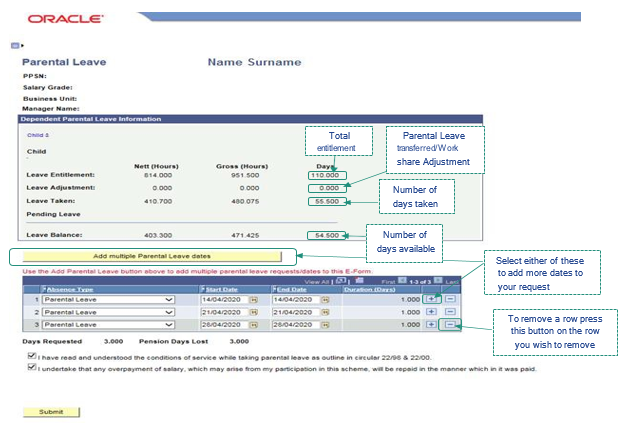 ORACLE
Parental Leave Name Surname
PPSN:
Salary Grade:
Business Unit:
Manager Name:
Dependent Parental Leave Information
Child S
Total
entitlement
Parental Leave
transferred/Work
share Adjustment
Child
Nett (Hours) Gross (Hours) Days
Leave Entitlement: 814.000 951.500 110.000
Leave Adjustment: 0.000 0.000 0.000
Number of
days taken
Leave Taken: 410.700 480.075 55.500
Pending Leave
Leave Balance: 403.300 471.425 54.500
Number of
days available
Add multiple Parental Leave dates
Select either of these
to add more dates to
your request
Use the Add Parental Leave button above to add multiple parental leave requests/dates to this E-Form.
View All First 1-3 of 3 Last
*Absence Type *Start Date *End Date Duration (Days)
1 Parental Leave 14/04/2020 14/04/2020 1.000 + -
2 Parental Leave 21/04/2020 21/04/2020 1.000 + -
3 Parental Leave 28/04/2020 28/04/2020 1.000 + -
To remove a row press
this button on the row
you wish to remove
Days Requested 3.000 Pension Days Lost 3.000
I have read and understood the conditions of service while taking parental leave as outline in circular 22/98 & 22/00.
I undertake that any overpayment of salary, which may arise from my participation in this scheme, will be repaid in the manner which in it was paid.
Submit